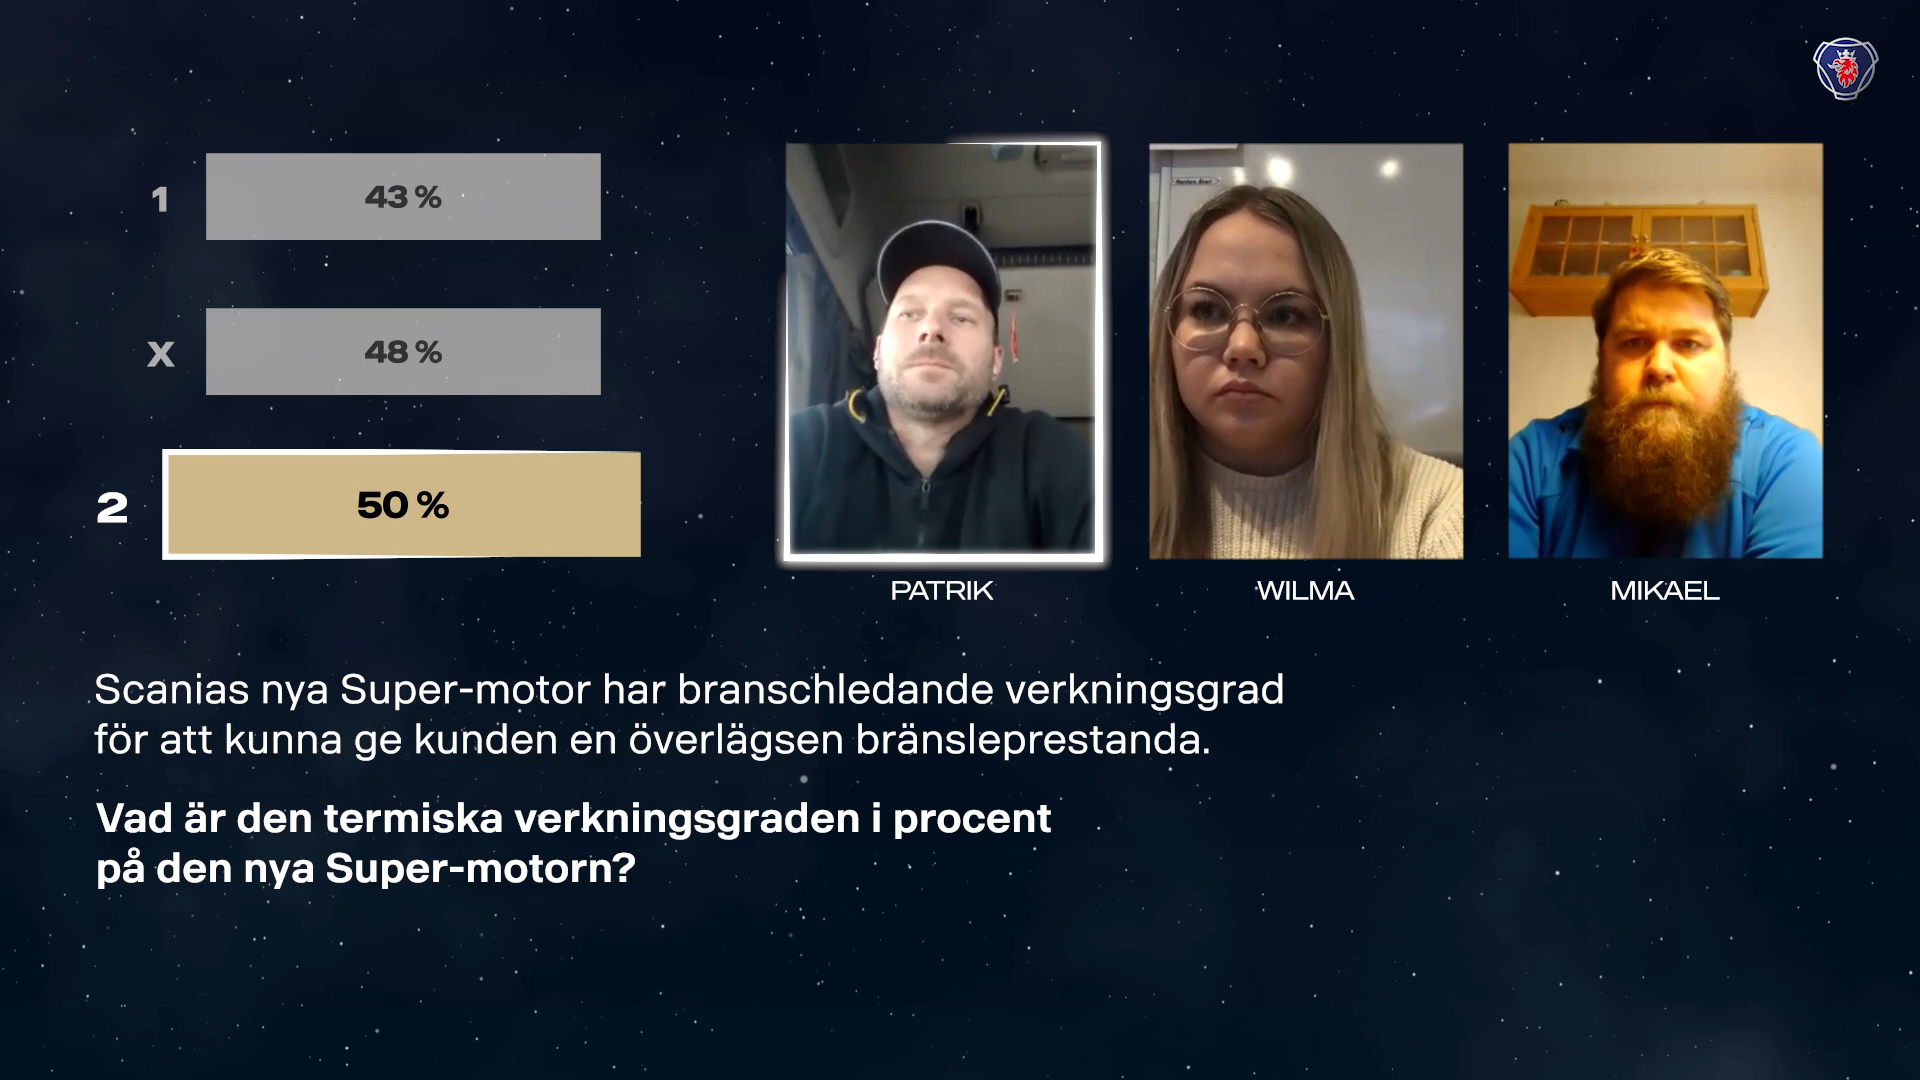 1
43 %
X
48 %
2
50 %
PATRIK
WILMA
MIKAEL
Scanias nya Super-motor har branschledande verkningsgrad
för att kunna ge kunden en överlägsen bränsleprestanda.
Vad är den termiska verkningsgraden i procent
på den nya Super-motorn?